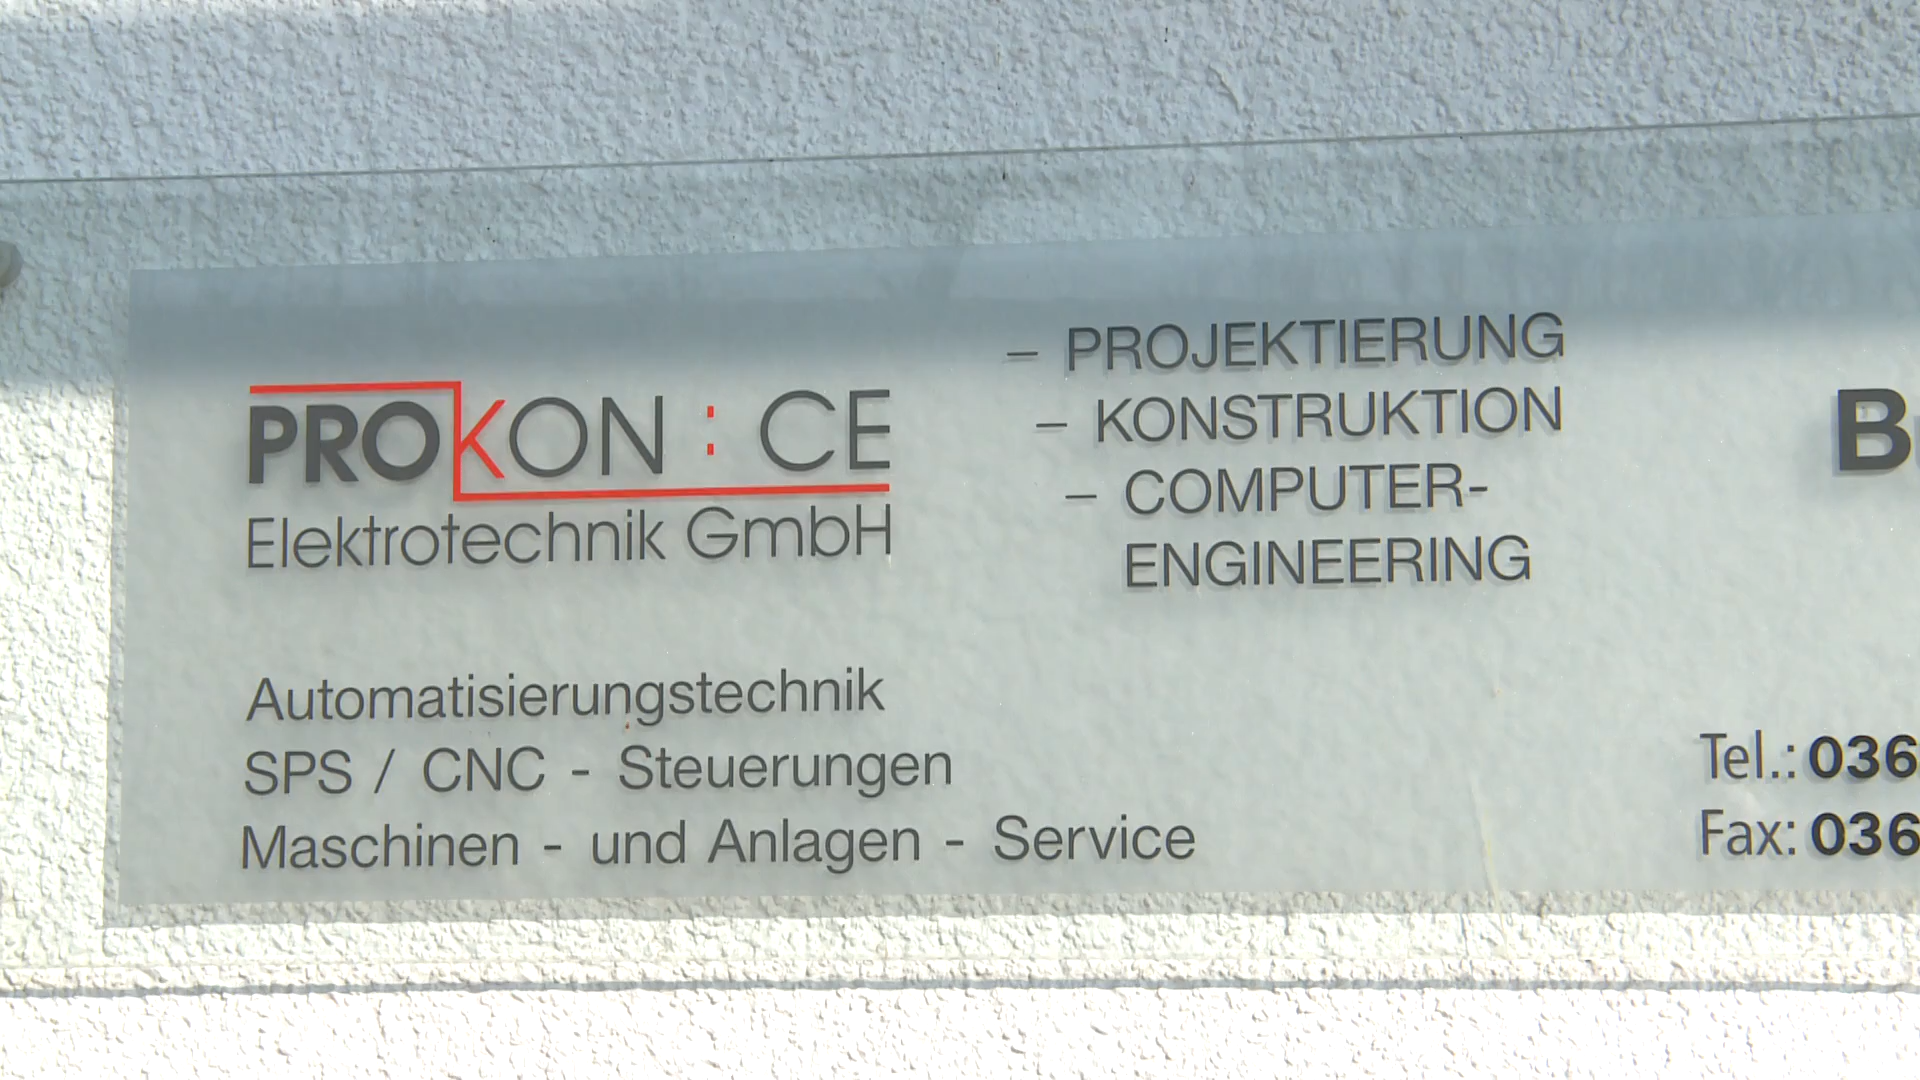 PROKON : CE
Elektrotechnik GmbH
– PROJEKTIERUNG
– KONSTRUKTION
– COMPUTER-
ENGINEERING
Automatisierungstechnik
SPS / CNC - Steuerungen
Maschinen - und Anlagen - Service
Tel.: 036
Fax: 036